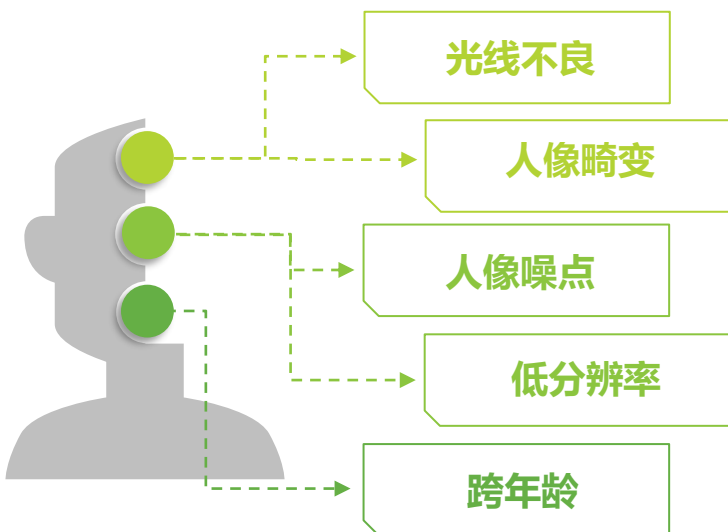 光线不良
人像畸变
人像噪点
低分辨率
跨年龄